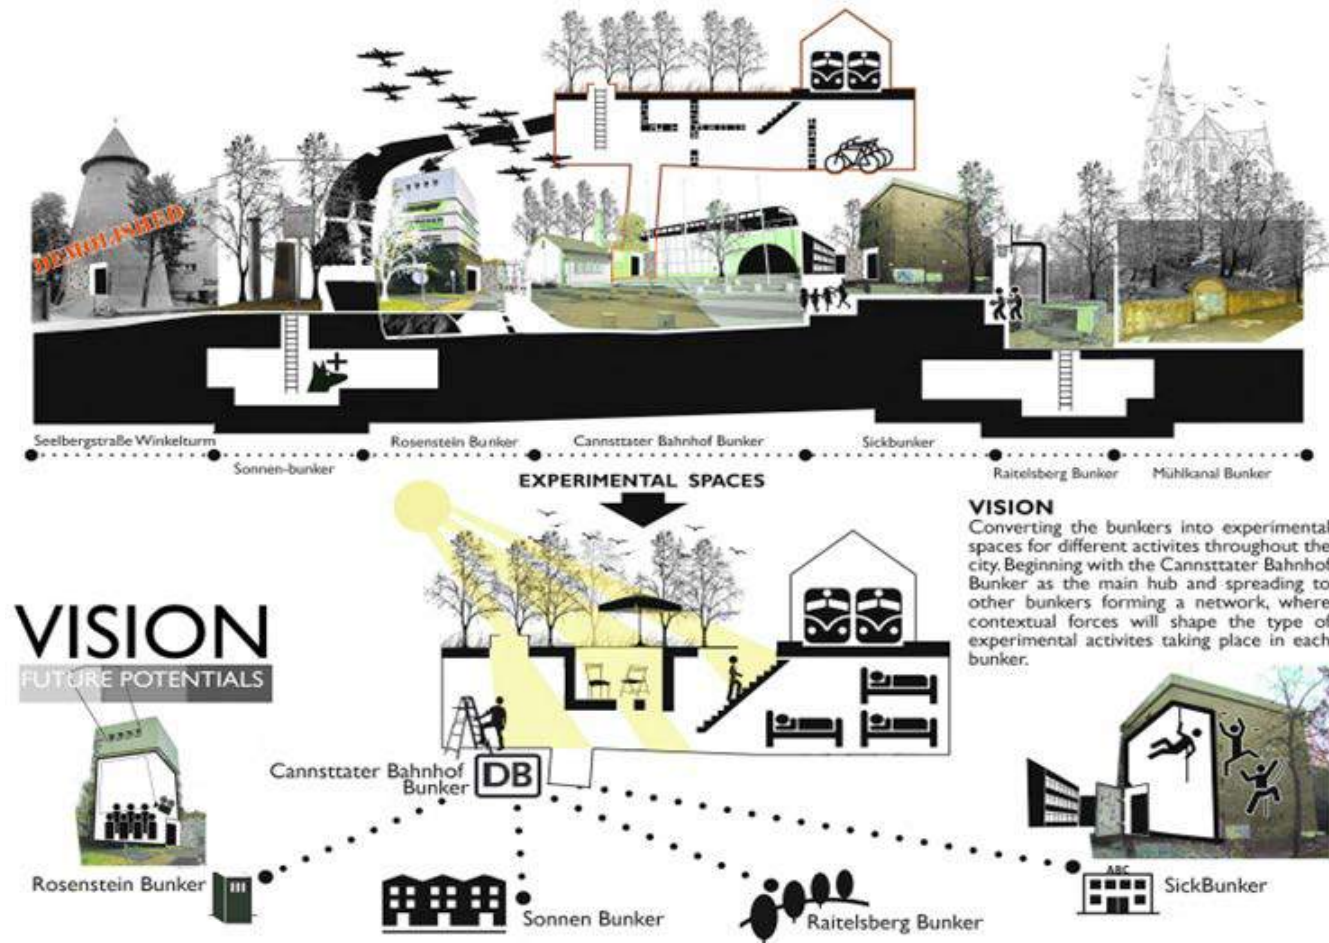 DEMOLISHED
Seelbergstraße Winkelturm
Sonnen-bunker
Rosenstein Bunker
Cannsttater Bahnhof Bunker
Sickbunker
Raitelsberg Bunker
Mühlkanal Bunker
EXPERIMENTAL SPACES
VISION
Converting the bunkers into experimental
spaces for different activites throughout the
city. Beginning with the Cannsttater Bahnhof
Bunker as the main hub and spreading to
other bunkers forming a network, where
contextual forces will shape the type of
experimental activites taking place in each
bunker.
VISION
FUTURE POTENTIALS
Cannsttater Bahnhof
Bunker
DB
Rosenstein Bunker
Sonnen Bunker
Raitelsberg Bunker
ABC
SickBunker